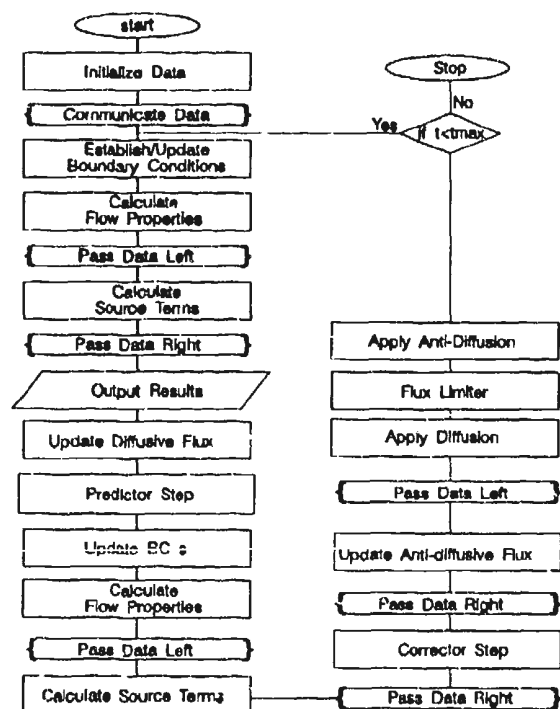 start
Initialize Data
Communicate Data
Establish/Update
Boundary Conditions
Calculate
Flow Properties
Pass Data Left
Calculate
Source Terms
Pass Data Right
Output Results
Update Diffusive Flux
Predictor Step
Update BC s
Calculate
Flow Properties
Pass Data Left
Calculate Source Terms
Stop
No
Yes
if t<tmax
Apply Anti-Diffusion
Flux Limiter
Apply Diffusion
Pass Data Left
Update Anti-diffusive Flux
Pass Data Right
Corrector Step
Pass Data Right